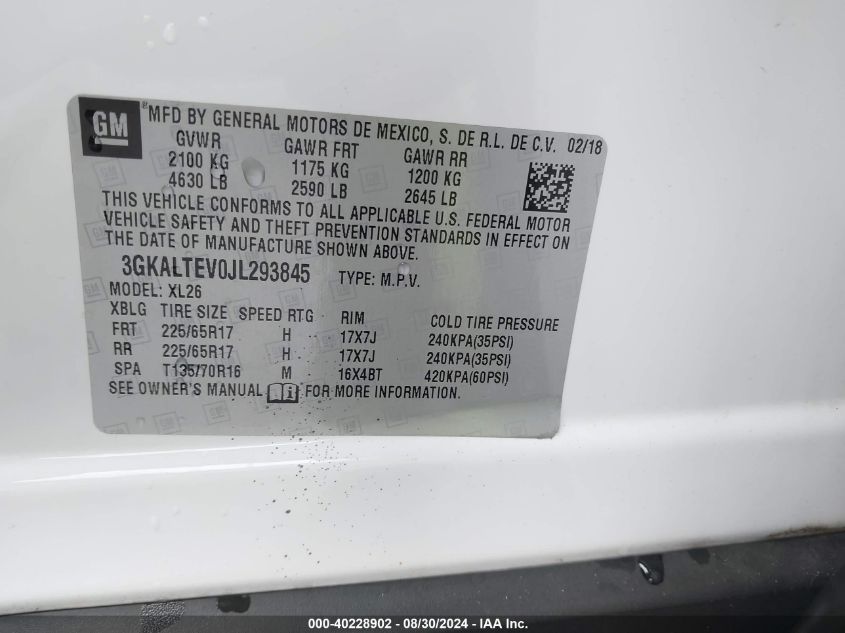 GM
®MFD BY GENERAL MOTORS DE MEXICO, S. DE R.L. DE C.V. 02/18
GVWR GAWR FRT GAWR RR
2100 KG 1175 KG 1200 KG
4630 LB 2590 LB 2645 LB
THIS VEHICLE CONFORMS TO ALL APPLICABLE U.S. FEDERAL MOTOR
VEHICLE SAFETY AND THEFT PREVENTION STANDARDS IN EFFECT ON
THE DATE OF MANUFACTURE SHOWN ABOVE.
3GKALTEV0JL293845 TYPE: M.P.V.
MODEL: XL26
XBLG TIRE SIZE SPEED RTG RIM COLD TIRE PRESSURE
FRT 225/65R17 H 17X7J 240KPA(35PSI)
RR 225/65R17 H 17X7J 240KPA(35PSI)
SPA T135/70R16 M 16X4BT 420KPA(60PSI)
SEE OWNER'S MANUAL i FOR MORE INFORMATION.
000-40228902 - 08/30/2024 - IAA Inc.